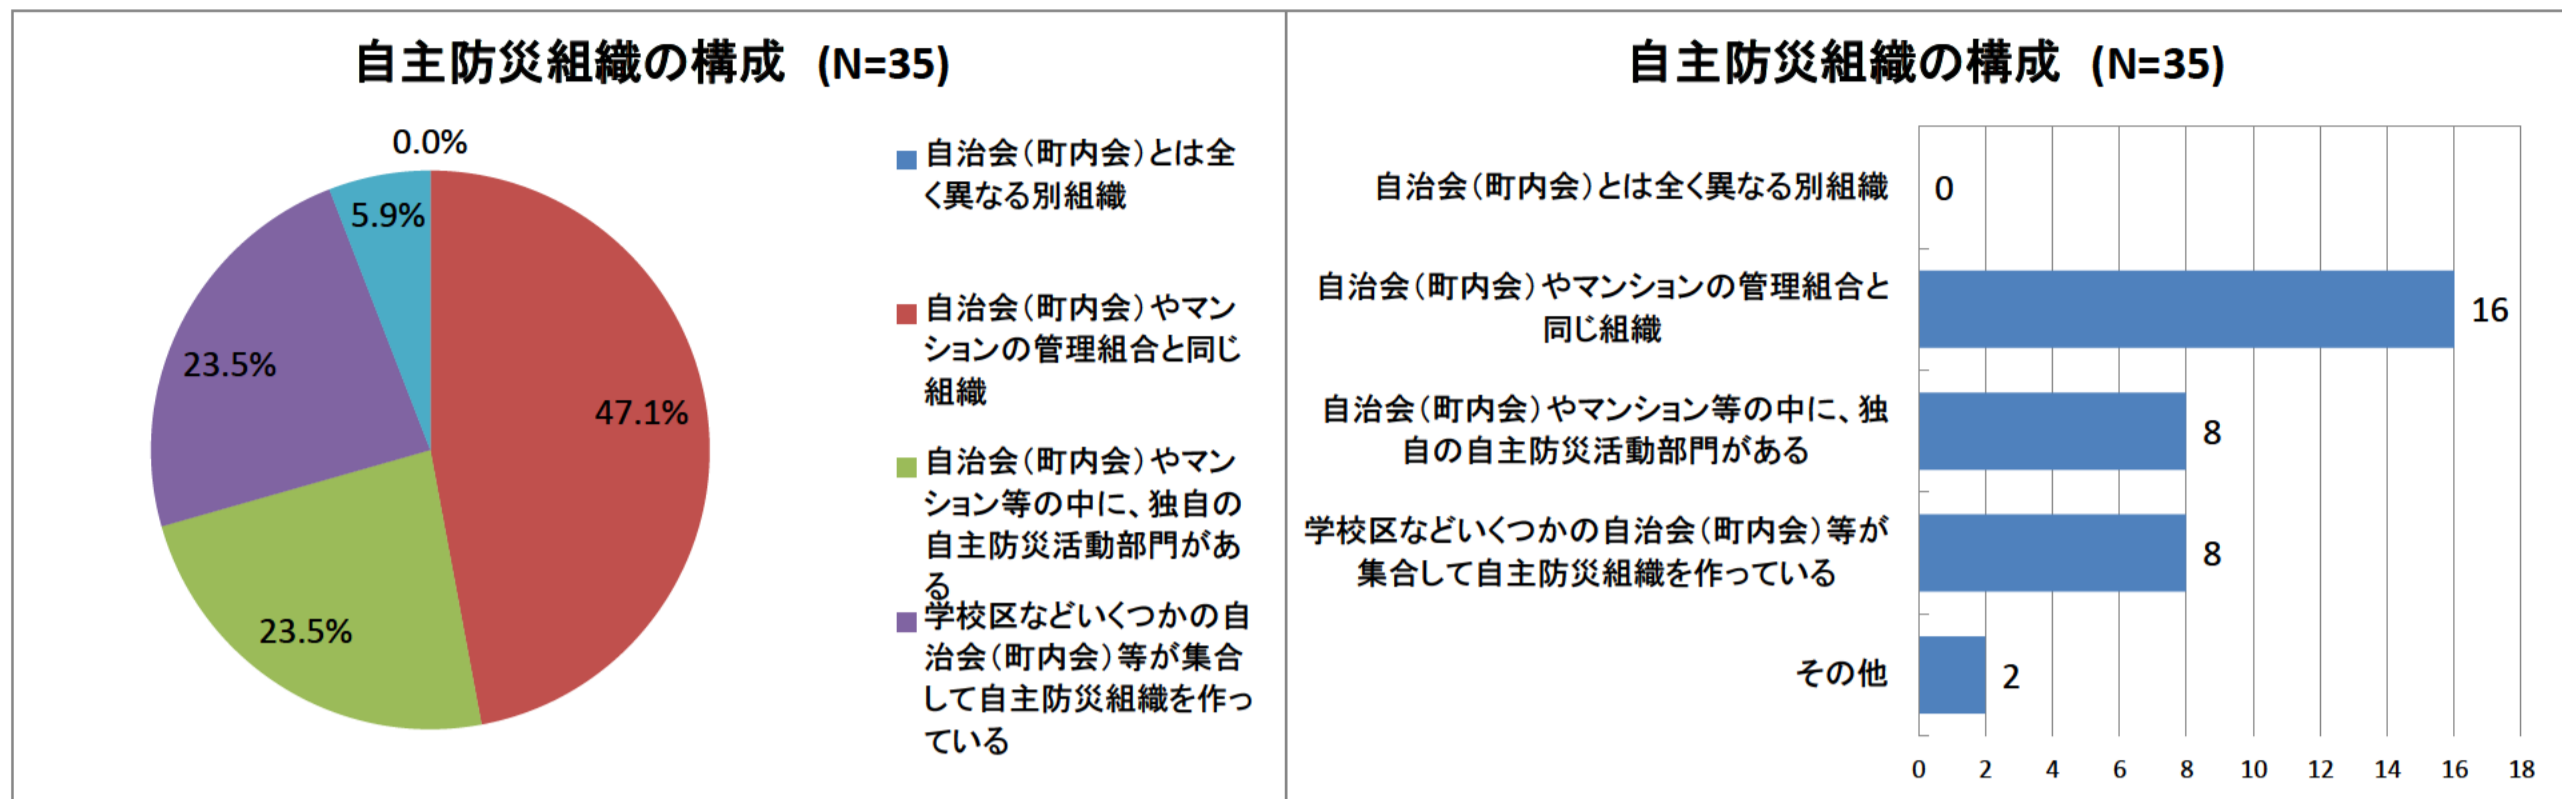 自主防災組織の構成 (N=35)
0.0%
5.9%
47.1%
23.5%
23.5%
自治会（町内会）とは全
く異なる別組織
自治会（町内会）やマン
ションの管理組合と同じ
組織
自治会（町内会）やマン
ション等の中に、独自の
自主防災活動部門があ
る
学校区などいくつかの自
治会（町内会）等が集合
して自主防災組織を作っ
ている
自主防災組織の構成 (N=35)
自治会（町内会）とは全く異なる別組織
0
自治会（町内会）やマンションの管理組合と
同じ組織
16
自治会（町内会）やマンション等の中に、独
自の自主防災活動部門がある
8
学校区などいくつかの自治会（町内会）等が
集合して自主防災組織を作っている
8
その他
2
0 2 4 6 8 10 12 14 16 18